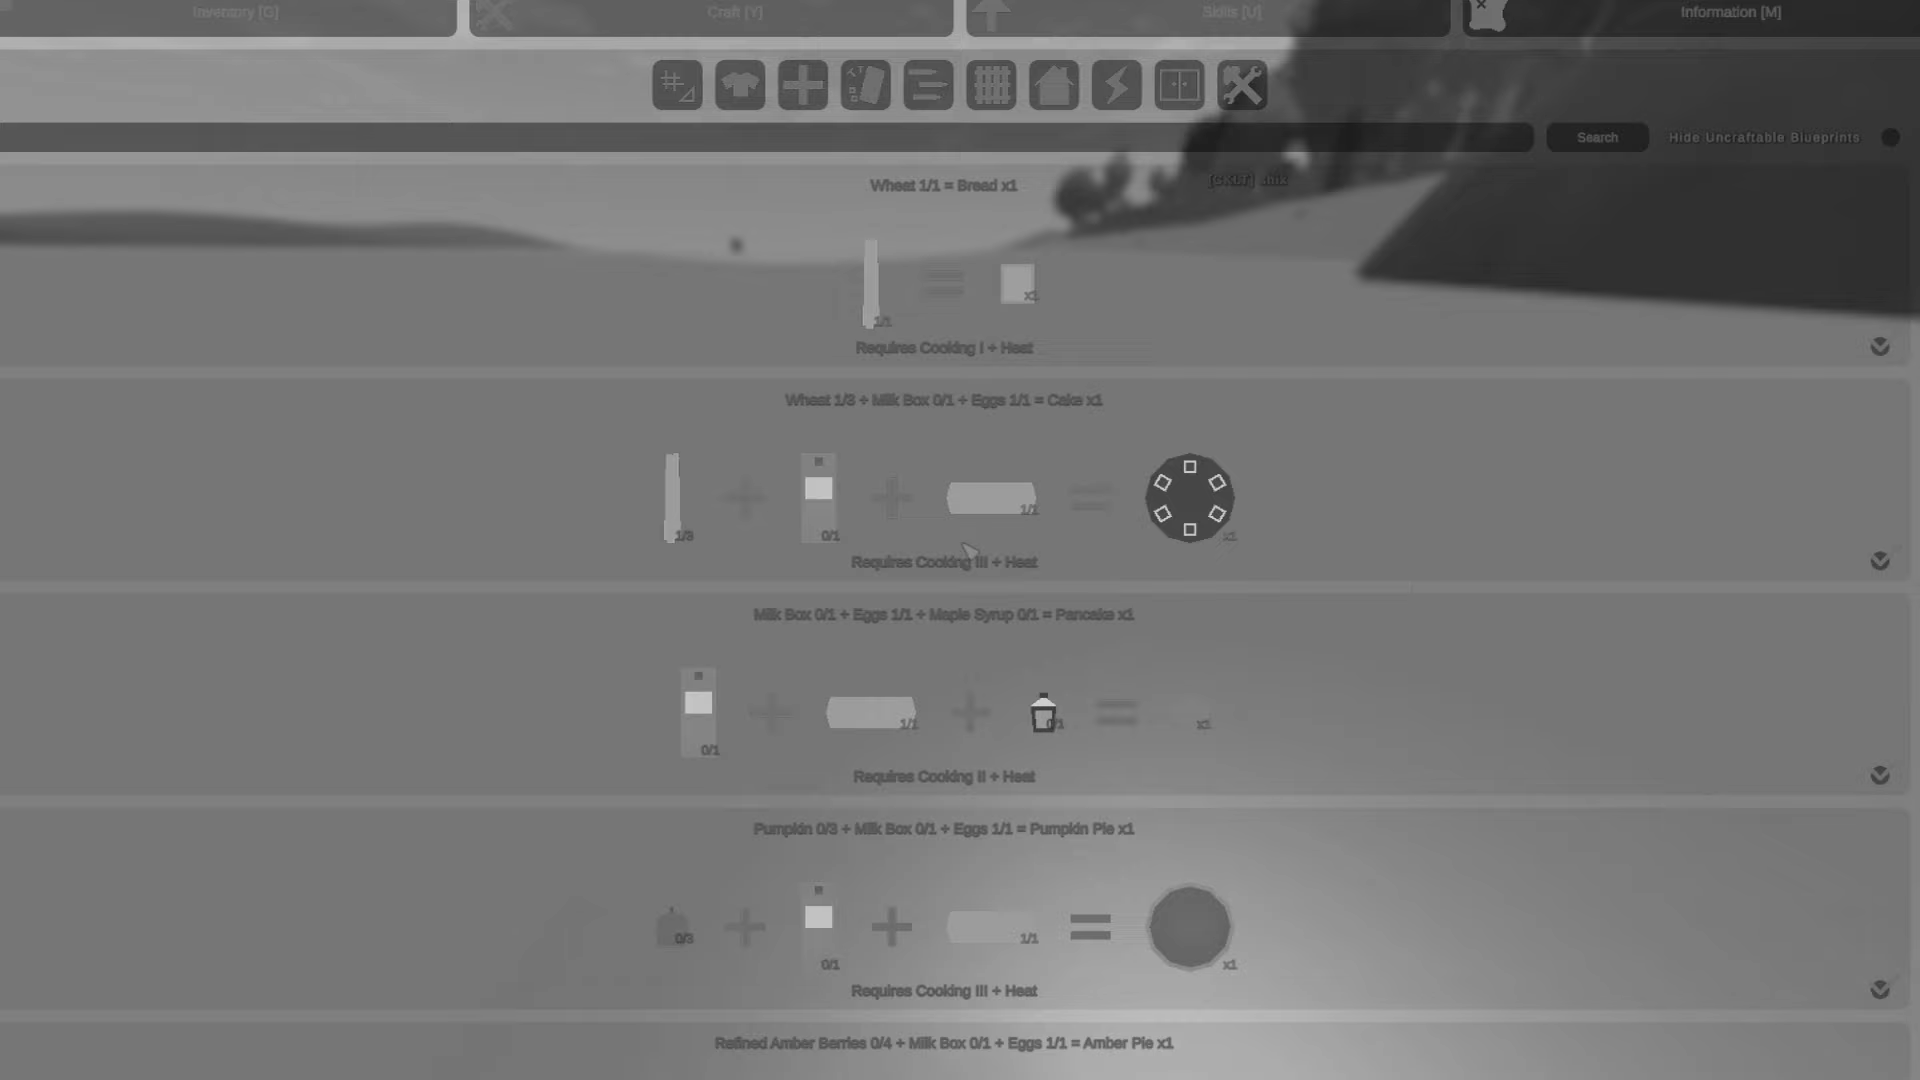 Inventory [G]
Craft [Y]
Skills [U]
Information [M]
Search
Hide Uncraftable Blueprints
Wheat 1/1 = Bread x1
1/1
x1
Requires Cooking I + Heat
Wheat 1/3 + Milk Box 0/1 + Eggs 1/1 = Cake x1
1/3
0/1
1/1
x1
Requires Cooking III + Heat
Milk Box 0/1 + Eggs 1/1 + Maple Syrup 0/1 = Pancake x1
0/1
1/1
0/1
x1
Requires Cooking II + Heat
Pumpkin 0/3 + Milk Box 0/1 + Eggs 1/1 = Pumpkin Pie x1
0/3
0/1
1/1
x1
Requires Cooking III + Heat
Refined Amber Berries 0/4 + Milk Box 0/1 + Eggs 1/1 = Amber Pie x1